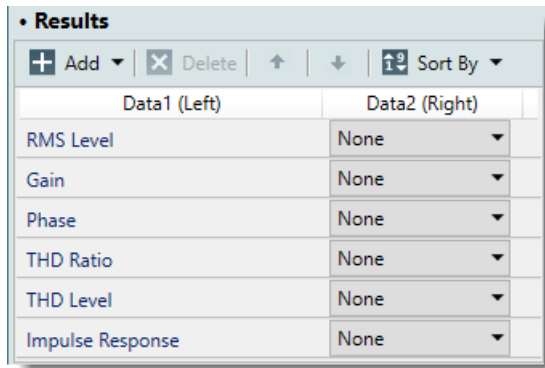 • Results
Add Delete Sort By
Data1 (Left) Data2 (Right)
RMS Level None
Gain None
Phase None
THD Ratio None
THD Level None
Impulse Response None